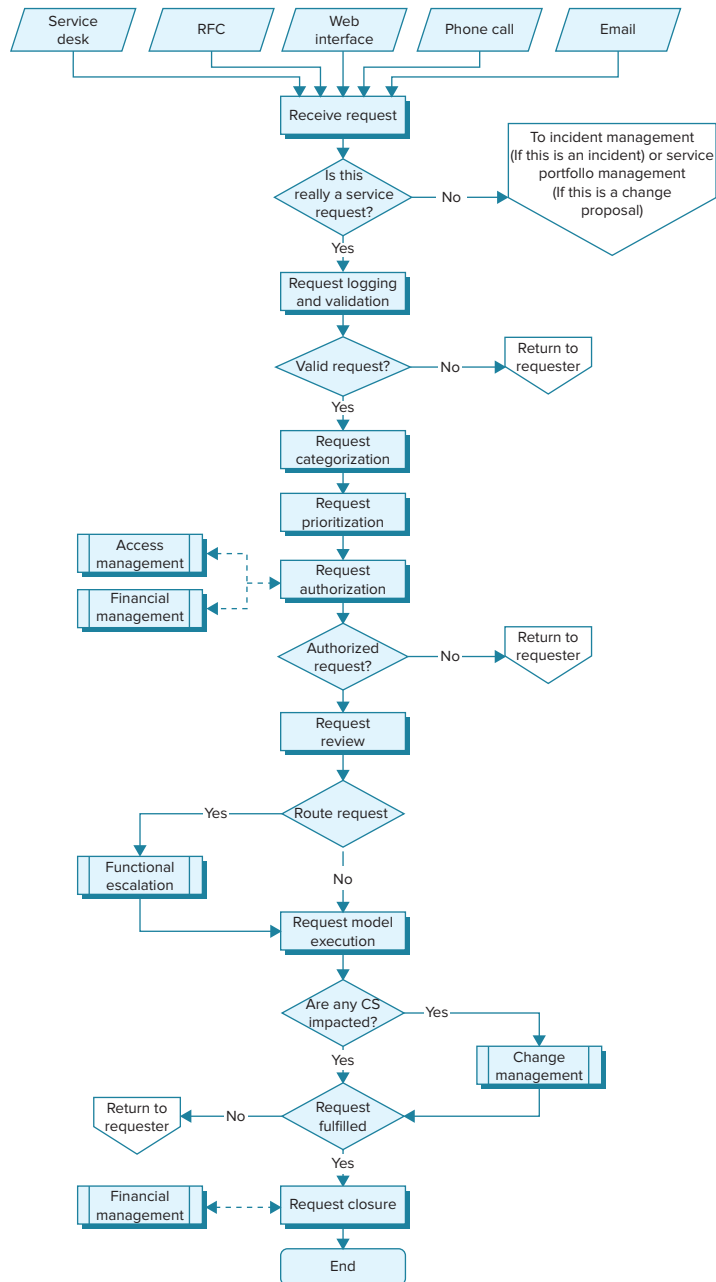 Service
desk
RFC
Web
interface
Phone call
Email
Receive request
To incident management
(If this is an incident) or service
portfollo management
(If this is a change
proposal)
Is this
really a service
request?
No
Yes
Request logging
and validation
Valid request?
No
Return to
requester
Yes
Request
categorization
Request
prioritization
Access
management
Financial
management
Request
authorization
Authorized
request?
No
Return to
requester
Request
review
Route request
Yes
No
Functional
escalation
Request model
execution
Are any CS
impacted?
Yes
Change
management
Yes
Request
fulfilled
No
Return to
requester
Yes
Financial
management
Request closure
End